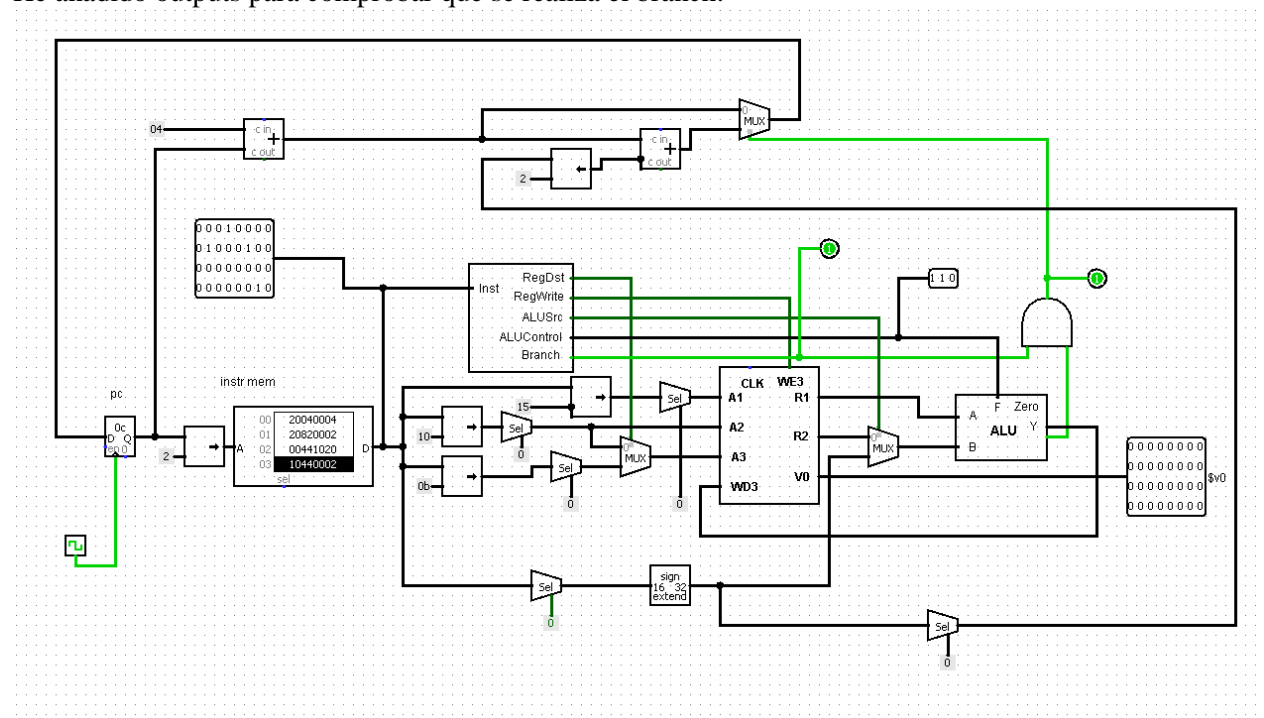 He añadido outputs para comprobar que se realiza el branch.
0-
MUX
04
c in
+
c out
c in
+
c out
2
0 0 0 1 0 0 0 0
0 1 0 0 0 1 0 0
0 0 0 0 0 0 0 0
0 0 0 0 0 0 1 0
1
RegDst
Inst
RegWrite
ALUSrc
ALUControl
Branch
1 1 0
1
instr mem
pc
CLK
WE3
15
Sel
A1
R1
F
Zero
0c
D Q
en 0
00 20040004
01 20820002
02 00441020
03 10440002
A
D
sel
2
10
Sel
0
A2
R2
0
MUX
A
Y
ALU
B
0
MUX
A3
0b
Sel
0
0
V0
WD3
0 0 0 0 0 0 0 0
0 0 0 0 0 0 0 0
0 0 0 0 0 0 0 0
0 0 0 0 0 0 0 0
$v0
Sel
0
sign
16 32
extend
Sel
0